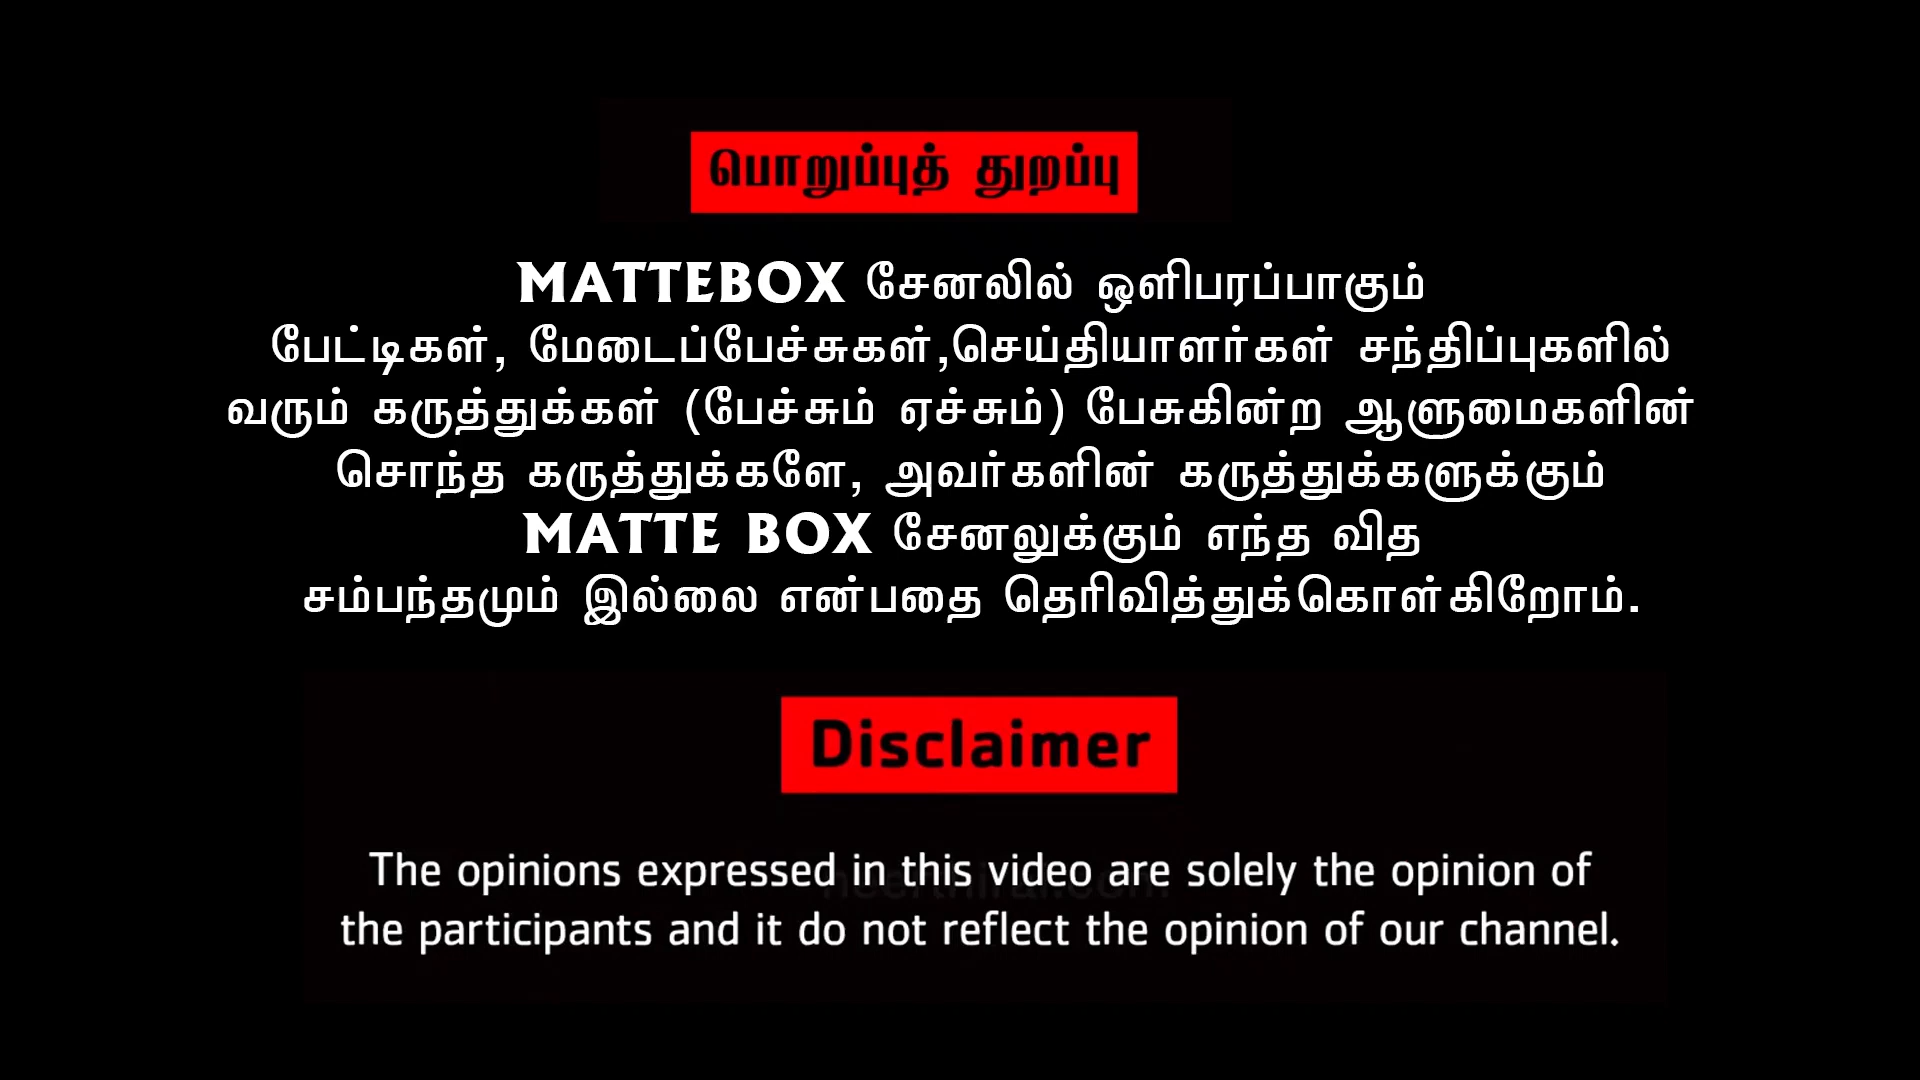 பொறுப்புத் துறப்பு
MATTEBOX சேனலில் ஒளிபரப்பாகும்
பேட்டிகள், மேடைப்பேச்சுகள்,செய்தியாளர்கள் சந்திப்புகளில்
வரும் கருத்துக்கள் (பேச்சும் ஏச்சும்) பேசுகின்ற ஆளுமைகளின்
சொந்த கருத்துக்களே, அவர்களின் கருத்துக்களுக்கும்
MATTE BOX சேனலுக்கும் எந்த வித
சம்பந்தமும் இல்லை என்பதை தெரிவித்துக்கொள்கிறோம்.
Disclaimer
The opinions expressed in this video are solely the opinion of
the participants and it do not reflect the opinion of our channel.